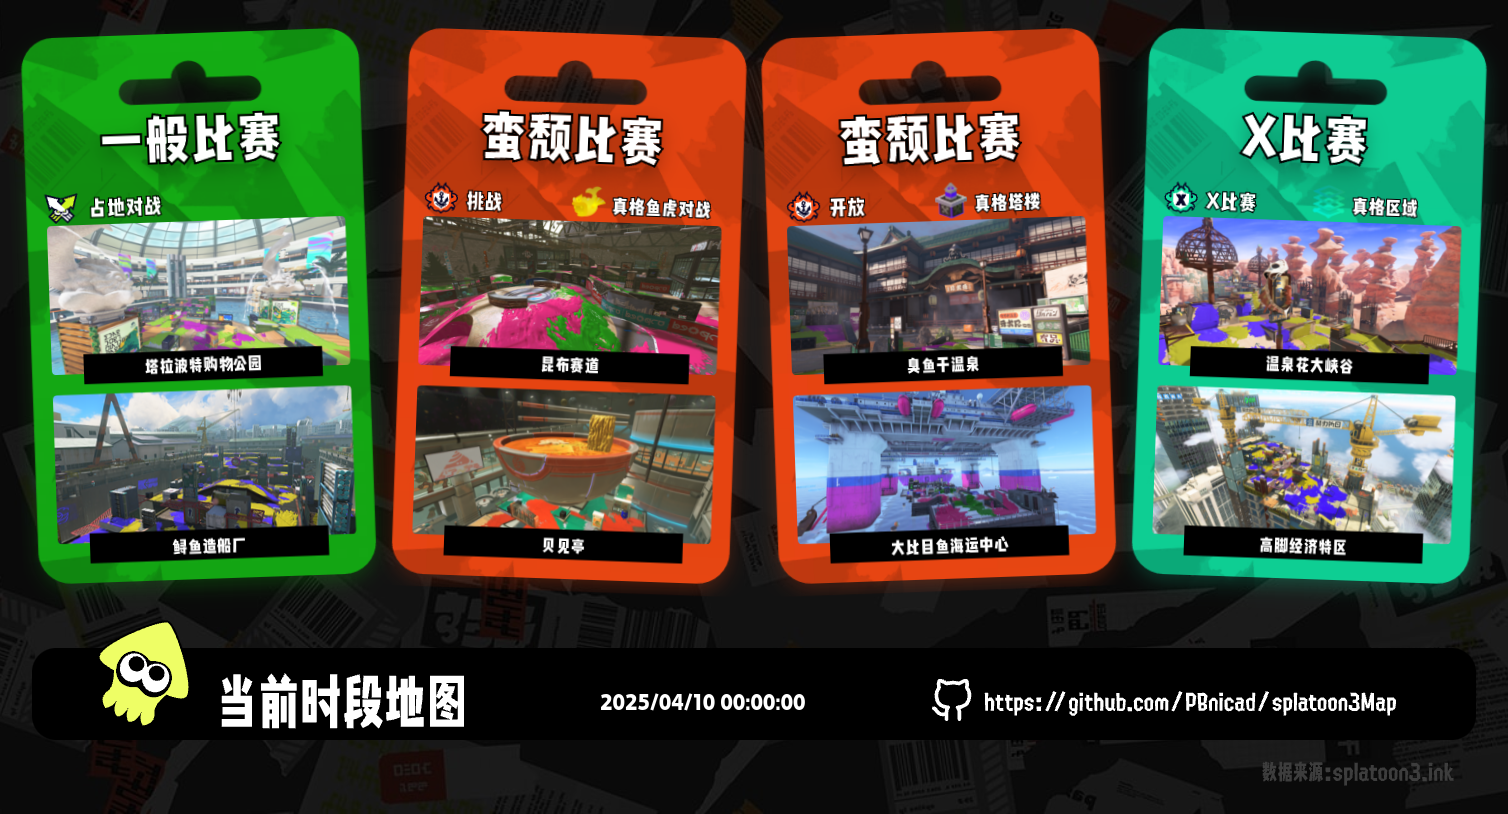 一般比赛
占地对战
塔拉波特购物公园
鲟鱼造船厂
蛮颓比赛
挑战
真格鱼虎对战
昆布赛道
贝见亭
蛮颓比赛
开放
真格塔楼
臭鱼干温泉
大比目鱼海运中心
X比赛
X比赛
真格区域
温泉花大峡谷
高脚经济特区
当前时段地图
2025/04/10 00:00:00
https://github.com/PBnicad/splatoon3Map
数据来源:splatoon3.ink